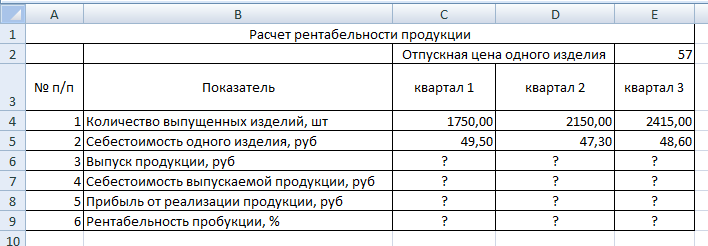 A B C D E
1 Расчет рентабельности продукции
2 Отпускная цена одного изделия 57
3 № п/п Показатель квартал 1 квартал 2 квартал 3
4 1 Количество выпущенных изделий, шт 1750,00 2150,00 2415,00
5 2 Себестоимость одного изделия, руб 49,50 47,30 48,60
6 3 Выпуск продукции, руб ? ? ?
7 4 Себестоимость выпускаемой продукции, руб ? ? ?
8 5 Прибыль от реализации продукции, руб ? ? ?
9 6 Рентабельность пробукции, % ? ? ?
10